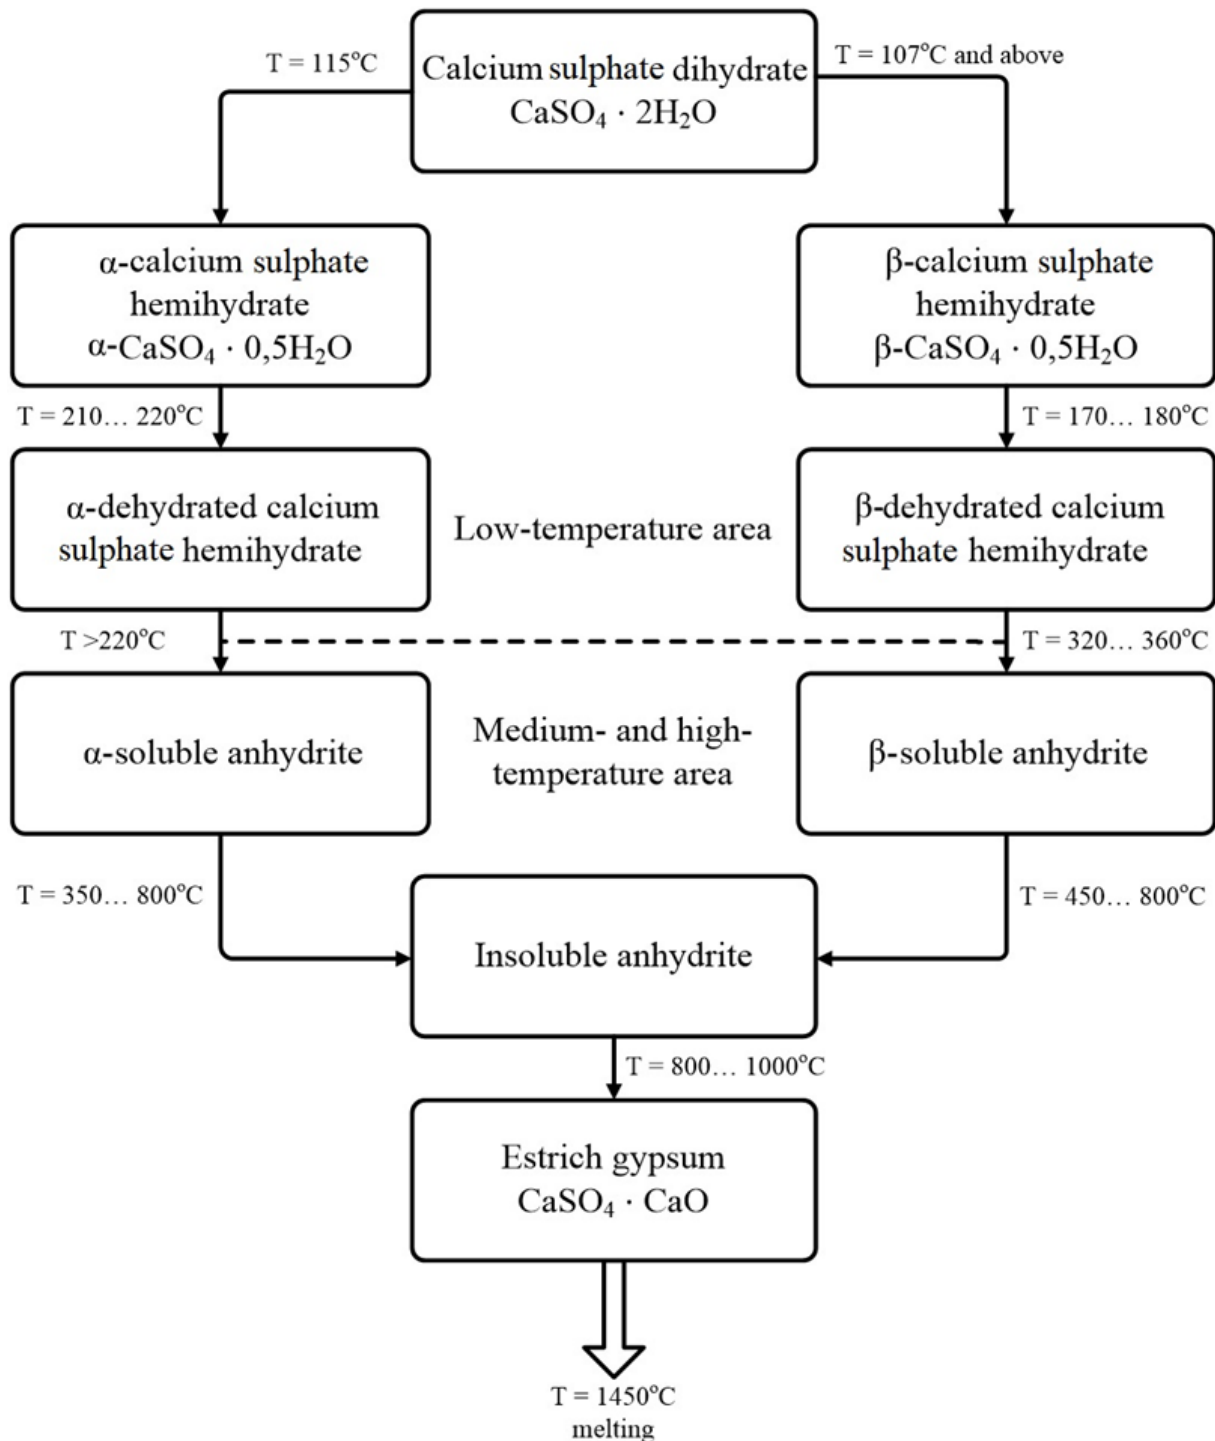 T = 115°C
Calcium sulphate dihydrate
CaSO₄ · 2H₂O
T = 107°C and above
α-calcium sulphate
hemihydrate
α-CaSO₄ · 0,5H₂O
β-calcium sulphate
hemihydrate
β-CaSO₄ · 0,5H₂O
T = 210… 220°C
T = 170… 180°C
α-dehydrated calcium
sulphate hemihydrate
Low-temperature area
β-dehydrated calcium
sulphate hemihydrate
T >220°C
T = 320… 360°C
α-soluble anhydrite
Medium- and high-
temperature area
β-soluble anhydrite
T = 350… 800°C
T = 450… 800°C
Insoluble anhydrite
T = 800… 1000°C
Estrich gypsum
CaSO₄ · CaO
T = 1450°C
melting